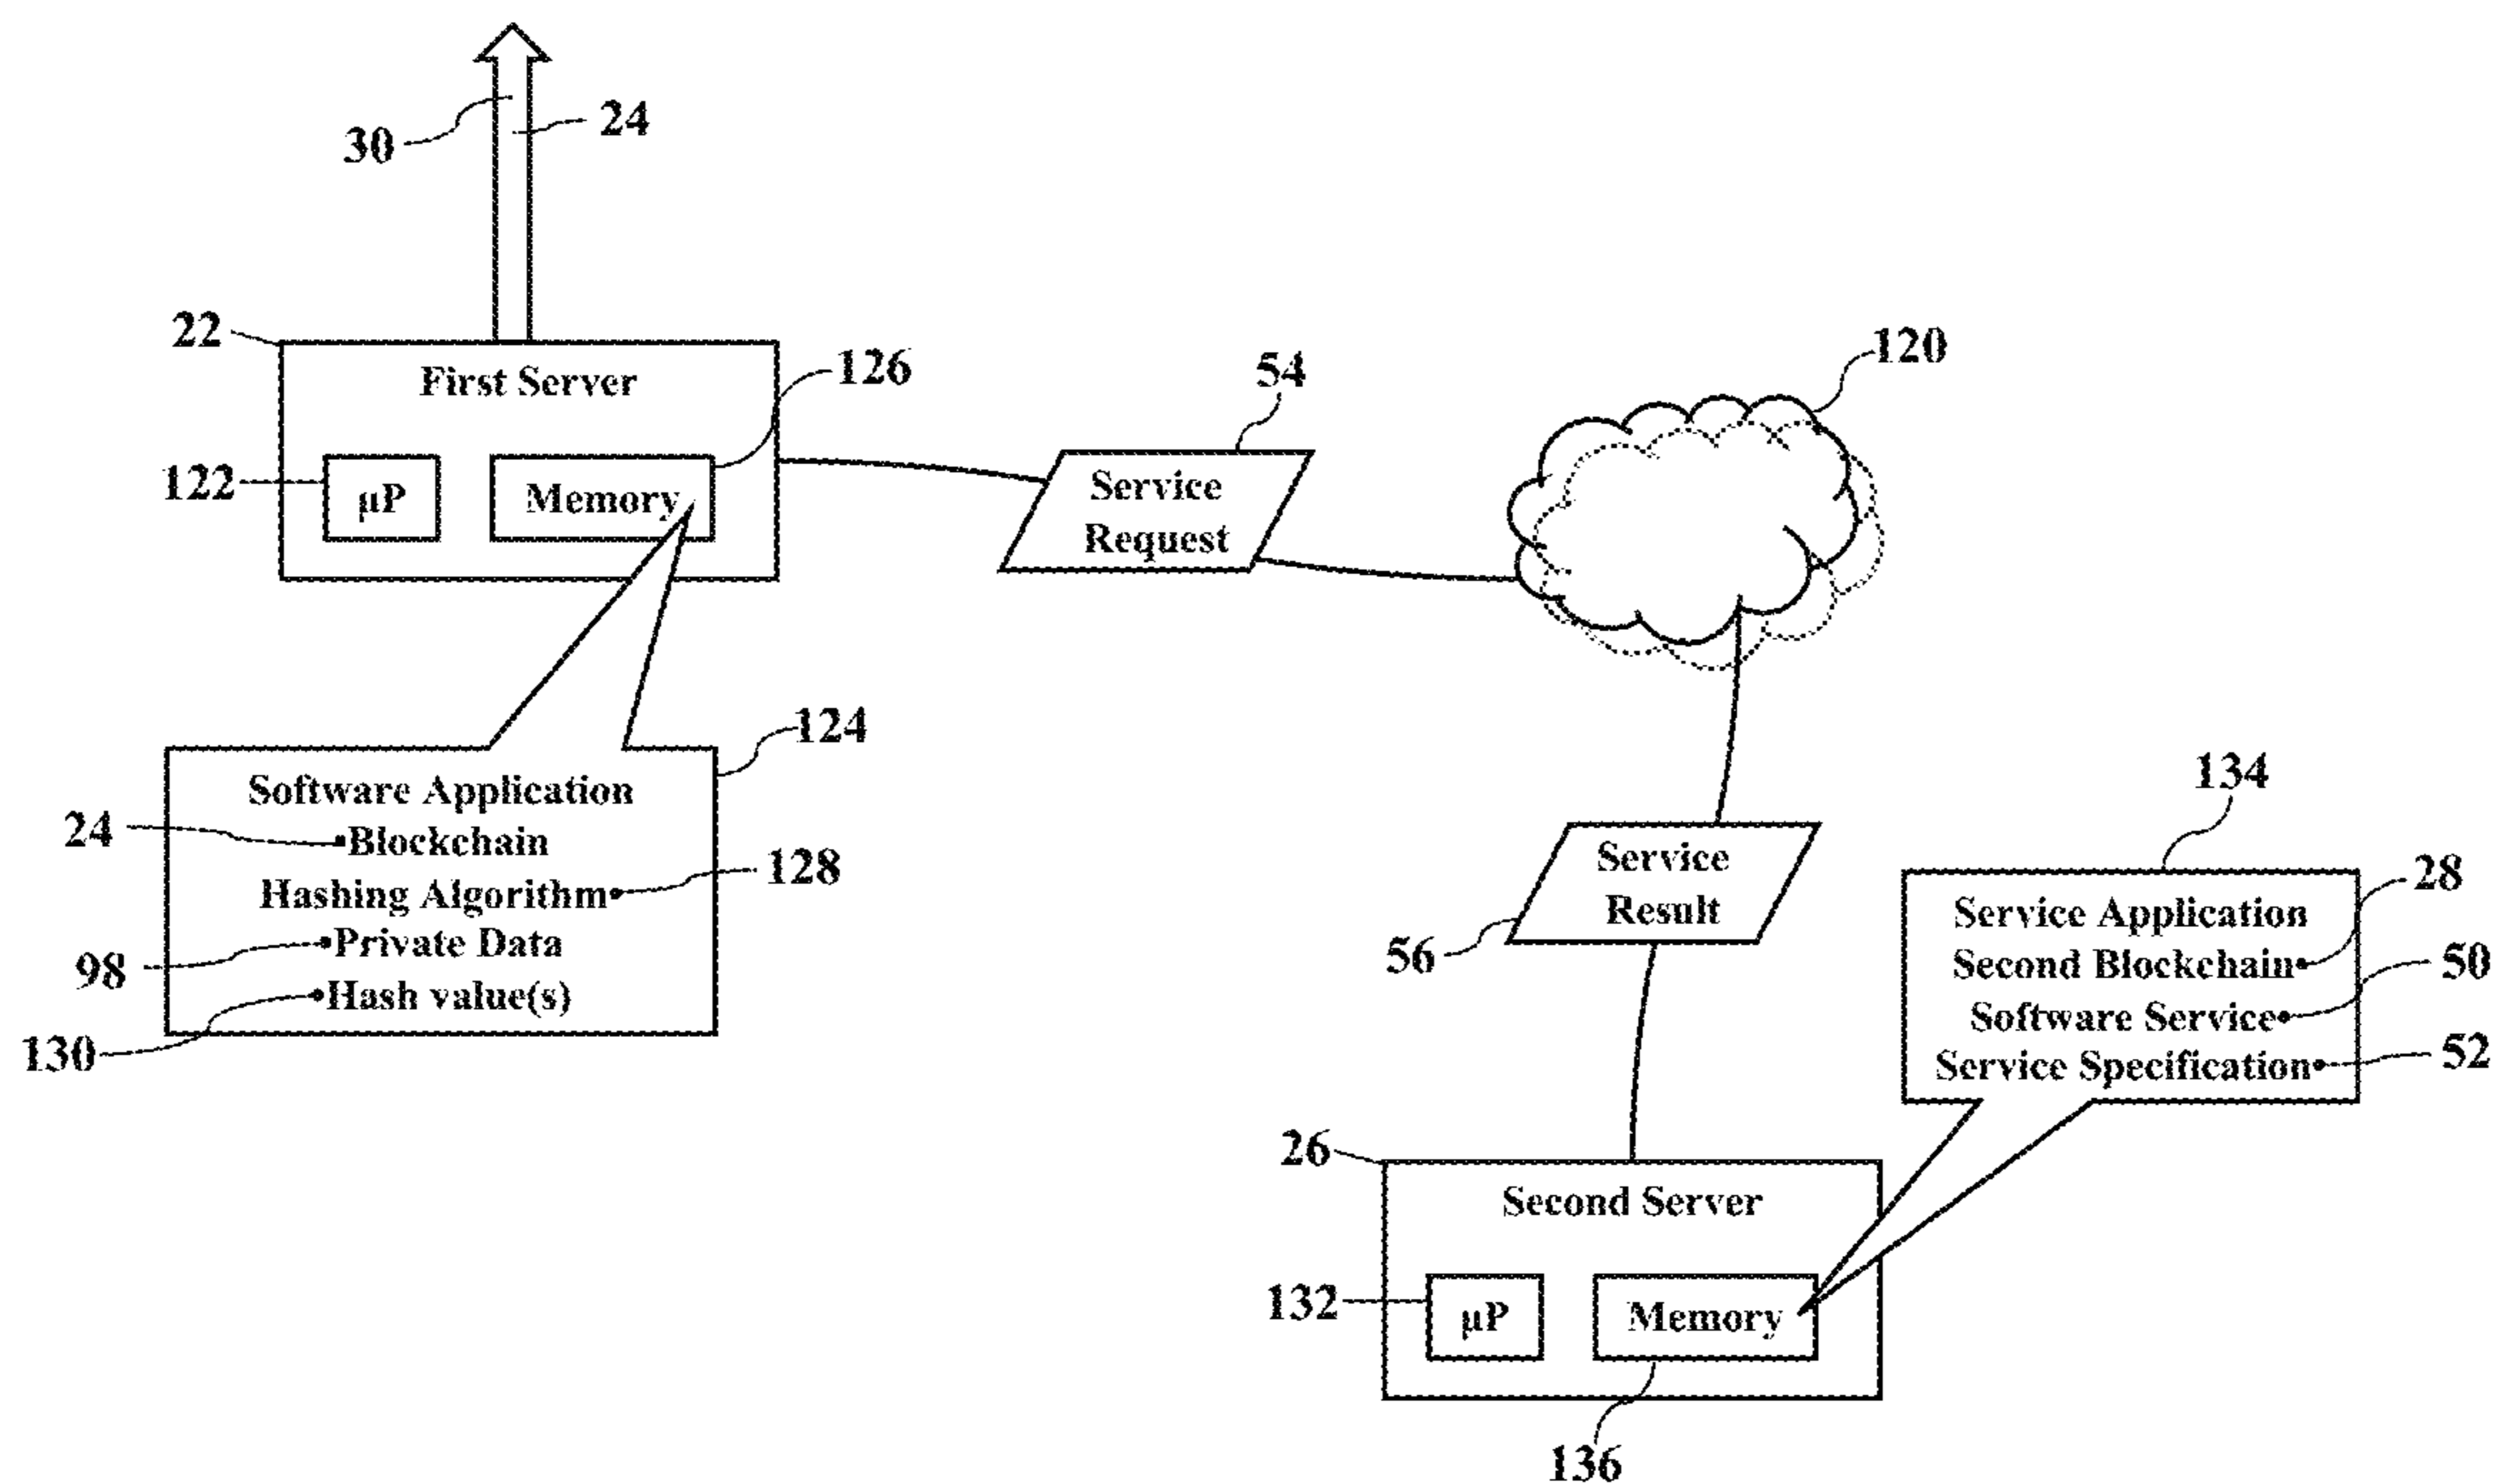 30
24
22
First Server
126
122
μP
Memory
54
Service
Request
120
124
Software Application
24
Blockchain
Hashing Algorithm
128
98
Private Data
130
Hash value(s)
Service
Result
56
134
Service Application
28
Second Blockchain
50
Software Service
52
Service Specification
26
Second Server
132
μP
Memory
136